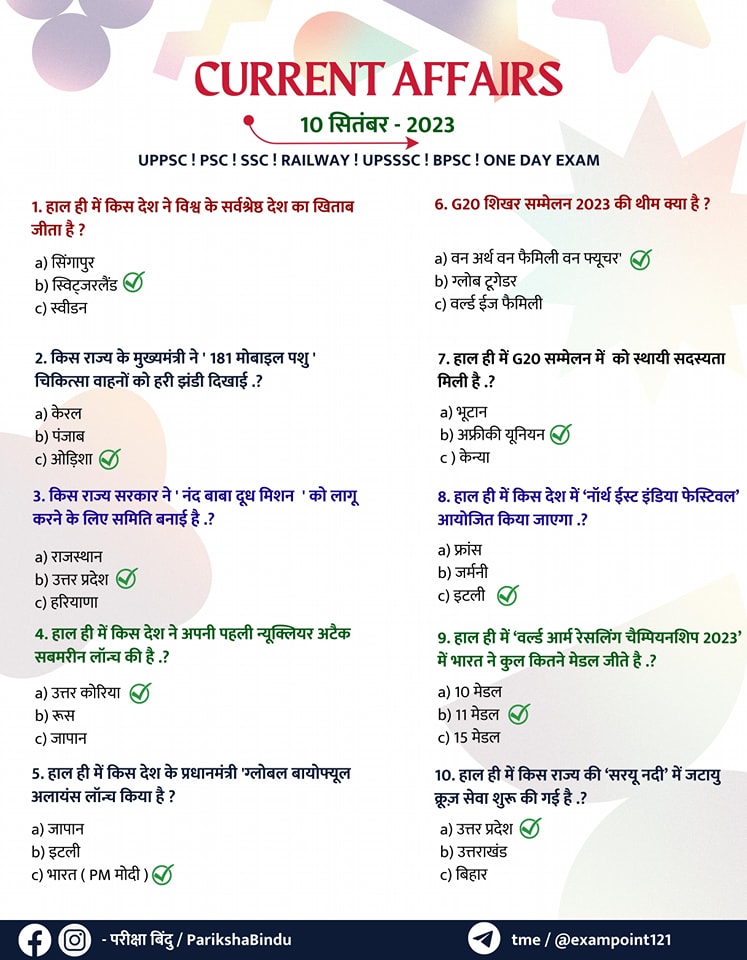 CURRENT AFFAIRS
10 सितंबर - 2023
UPPSC ! PSC ! SSC ! RAILWAY ! UPSSSC ! BPSC ! ONE DAY EXAM
1. हाल ही में किस देश ने विश्व के सर्वश्रेष्ठ देश का खिताब
जीता है ?
a) सिंगापुर
b) स्विट्जरलैंड
c) स्वीडन
2. किस राज्य के मुख्यमंत्री ने ' 181 मोबाइल पशु '
चिकित्सा वाहनों को हरी झंडी दिखाई .?
a) केरल
b) पंजाब
c) ओड़िशा
3. किस राज्य सरकार ने ' नंद बाबा दूध मिशन ' को लागू
करने के लिए समिति बनाई है .?
a) राजस्थान
b) उत्तर प्रदेश
c) हरियाणा
4. हाल ही में किस देश ने अपनी पहली न्यूक्लियर अटैक
सबमरीन लॉन्च की है .?
a) उत्तर कोरिया
b) रूस
c) जापान
5. हाल ही में किस देश के प्रधानमंत्री 'ग्लोबल बायोफ्यूल
अलायंस लॉन्च किया है ?
a) जापान
b) इटली
c) भारत ( PM मोदी )
6. G20 शिखर सम्मेलन 2023 की थीम क्या है ?
a) वन अर्थ वन फैमिली वन फ्यूचर'
b) ग्लोब टूगेडर
c) वर्ल्ड ईज फैमिली
7. हाल ही में G20 सम्मेलन में को स्थायी सदस्यता
मिली है .?
a) भूटान
b) अफ्रीकी यूनियन
c ) केन्या
8. हाल ही में किस देश में ‘नॉर्थ ईस्ट इंडिया फेस्टिवल’
आयोजित किया जाएगा .?
a) फ्रांस
b) जर्मनी
c) इटली
9. हाल ही में ‘वर्ल्ड आर्म रेसलिंग चैम्पियनशिप 2023’
में भारत ने कुल कितने मेडल जीते है .?
a) 10 मेडल
b) 11 मेडल
c) 15 मेडल
10. हाल ही में किस राज्य की ‘सरयू नदी’ में जटायु
क्रूज़ सेवा शुरू की गई है .?
a) उत्तर प्रदेश
b) उत्तराखंड
c) बिहार
- परीक्षा बिंदु / ParikshaBindu
tme / @exampoint121